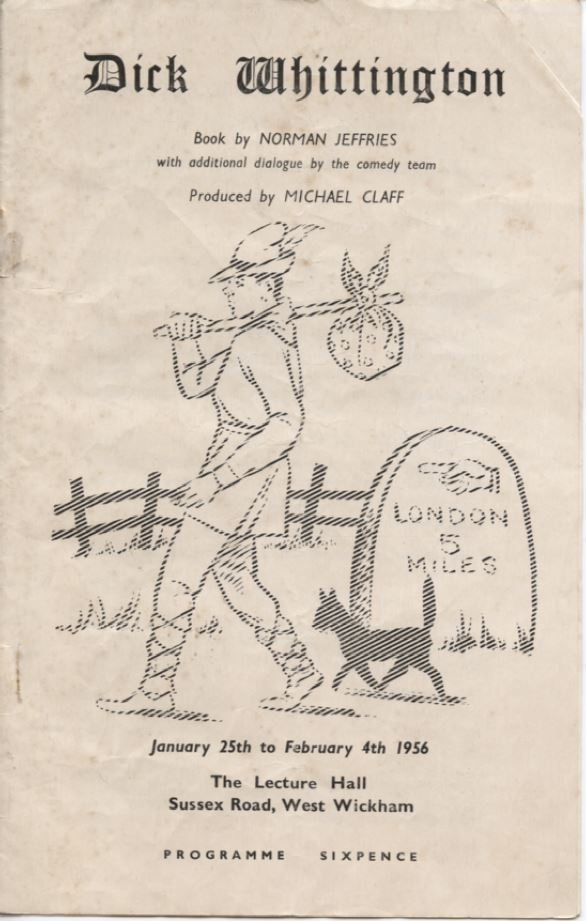 Dick Whittington
Book by NORMAN JEFFRIES
with additional dialogue by the comedy team
Produced by MICHAEL CLAFF
LONDON
5
MILES
January 25th to February 4th 1956
The Lecture Hall
Sussex Road, West Wickham
PROGRAMME SIXPENCE